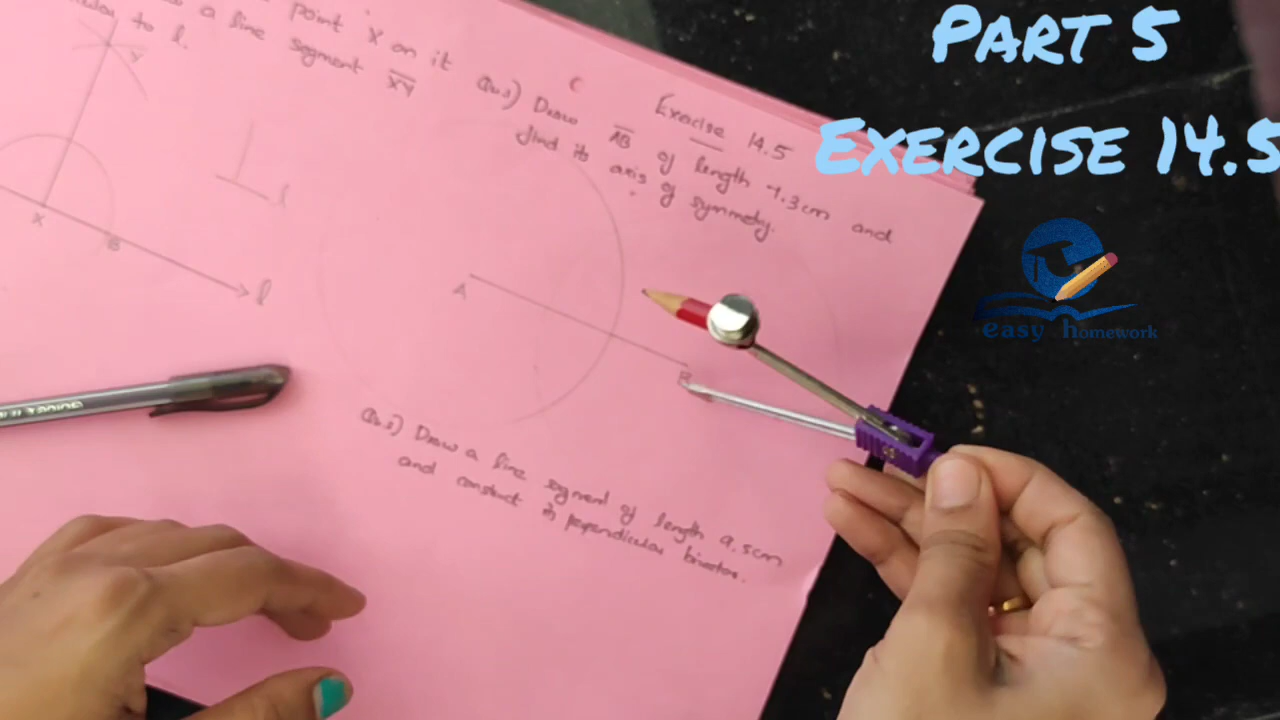 PART 5
EXERCISE 14.5
easy homework
point X on it
a line segment XY
to l.
Y
X
B
l
l
Exercise 14.5
Draw AB of length 7.3cm and
find its axis of symmetry.
A
B
Draw a line segment of length 9.5cm
and construct its perpendicular bisector.